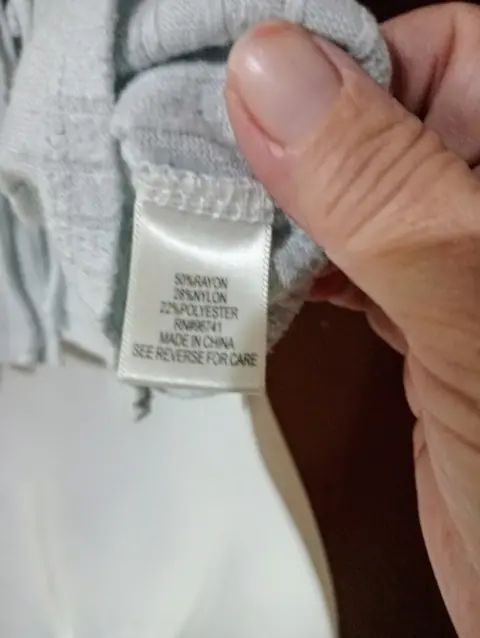 50%RAYON
28%NYLON
22%POLYESTER
RN#96741
MADE IN CHINA
SEE REVERSE FOR CARE